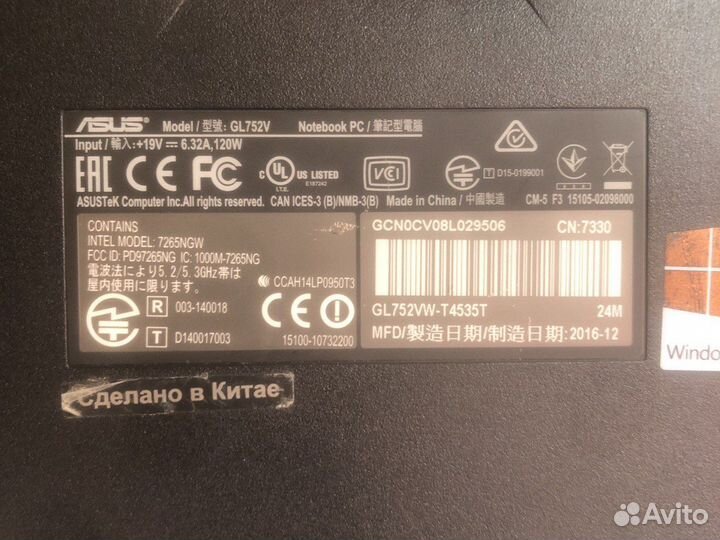 ASUS Model / 型號: GL752V Notebook PC / 筆記型電腦
Input / 輸入: +19V ⎓ 6.32A,120W
EAC CE FC c UL US LISTED I.T.E. E187242 VCI T D15-0199001
ASUSTeK Computer Inc.All rights reserved. CAN ICES-3 (B)/NMB-3(B) Made in China / 中國製造 CM-5 F3 15105-02098000
CONTAINS
INTEL MODEL: 7265NGW
FCC ID: PD97265NG IC: 1000M-7265NG
電波法により5.2/5.3GHz帯は
屋内使用に限ります.
CCAH14LP0950T3
R 003-140018
T D140017003
CE
15100-10732200
GCN0CV08L029506 CN:7330
GL752VW-T4535T 24M
MFD/製造日期/制造日期: 2016-12
Сделано в Китае
Windo
Avito